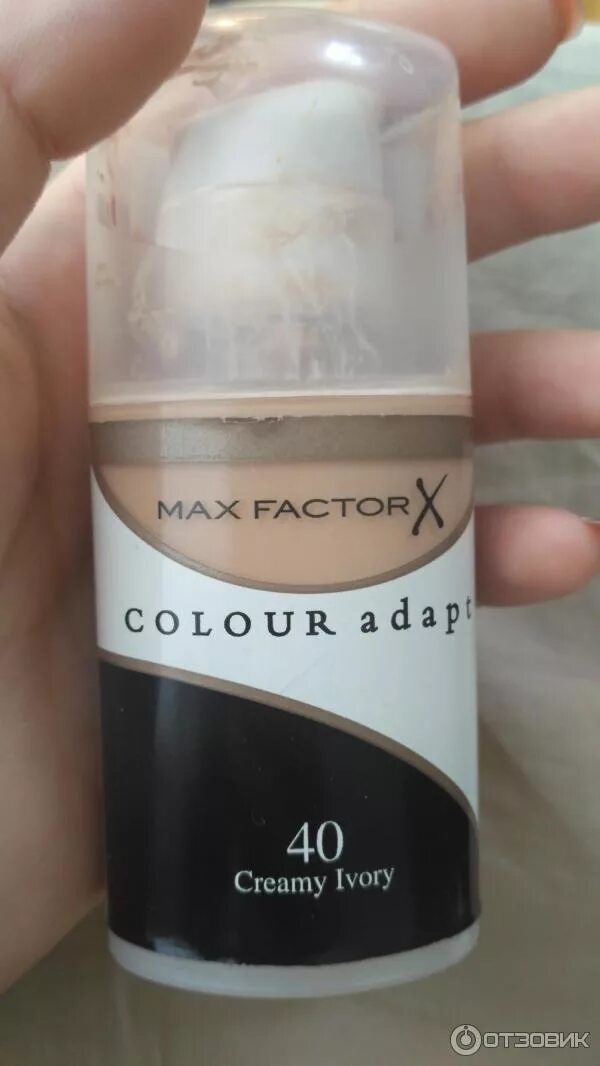 MAX FACTOR X
COLOUR adapt
40
Creamy Ivory
ОТЗОВИК